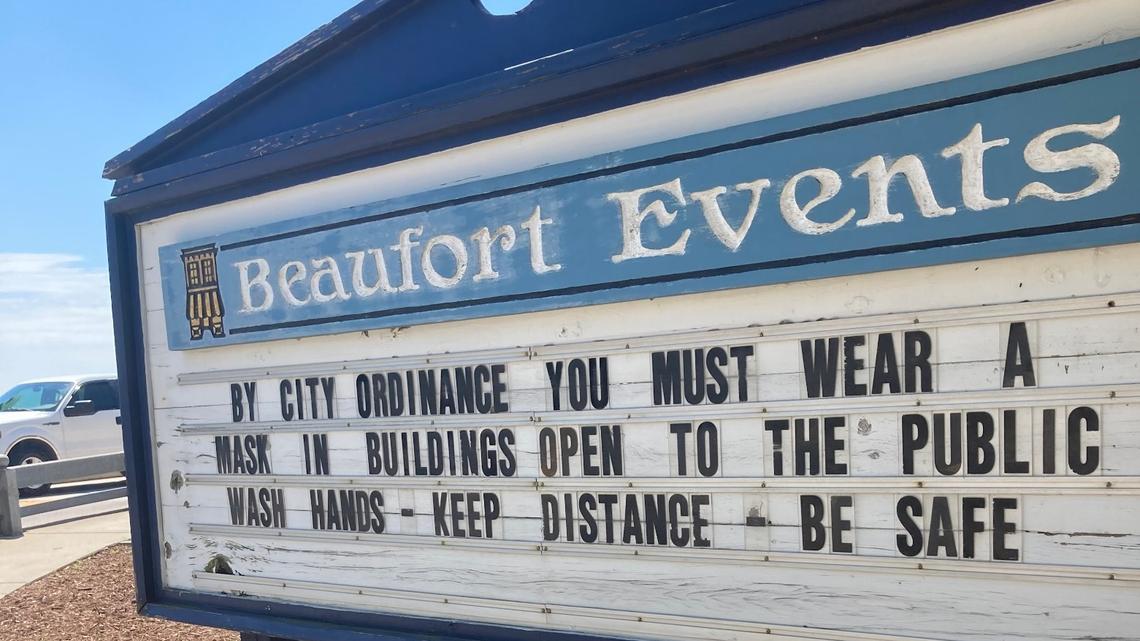 Beaufort Events
BY CITY ORDINANCE YOU MUST WEAR A
MASK IN BUILDINGS OPEN TO THE PUBLIC
WASH HANDS - KEEP DISTANCE - BE SAFE